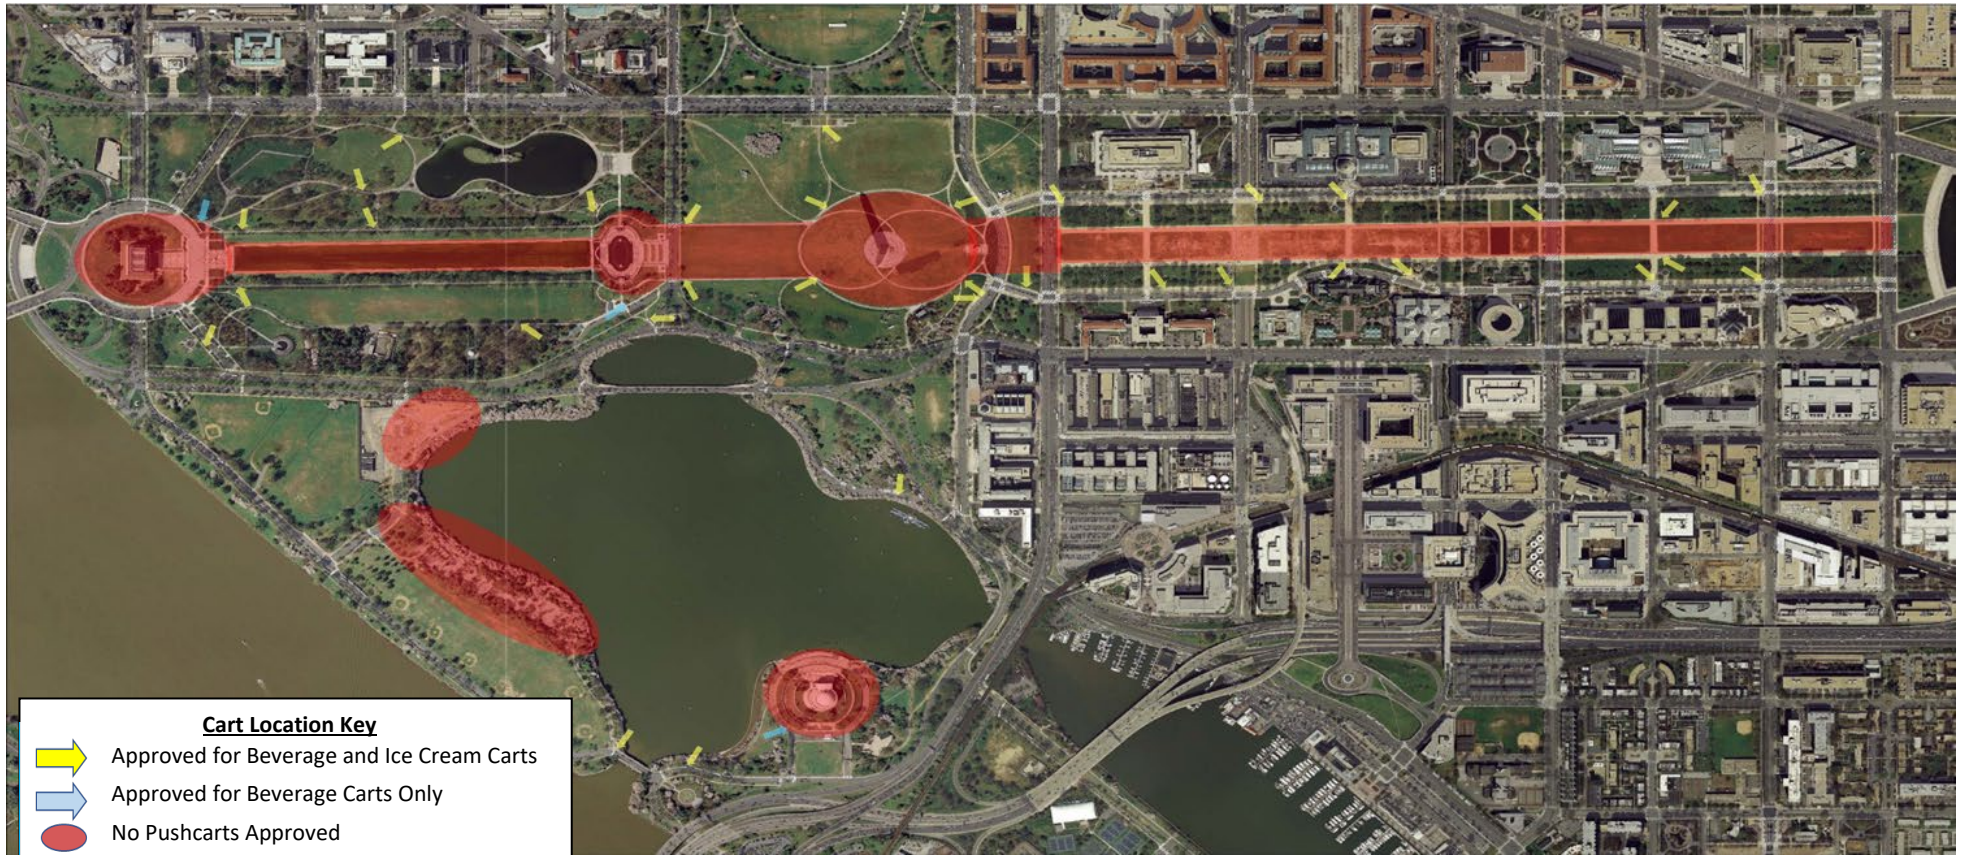 Cart Location Key
Approved for Beverage and Ice Cream Carts
Approved for Beverage Carts Only
No Pushcarts Approved